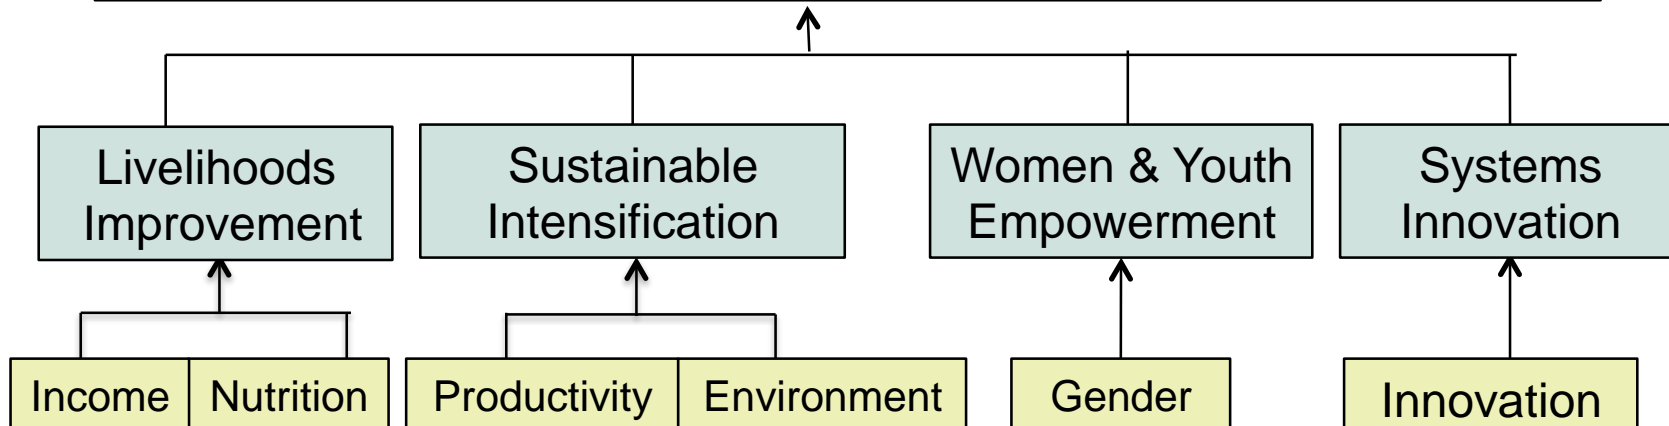 Livelihoods
Improvement
Sustainable
Intensification
Women & Youth
Empowerment
Systems
Innovation
Income
Nutrition
Productivity
Environment
Gender
Innovation